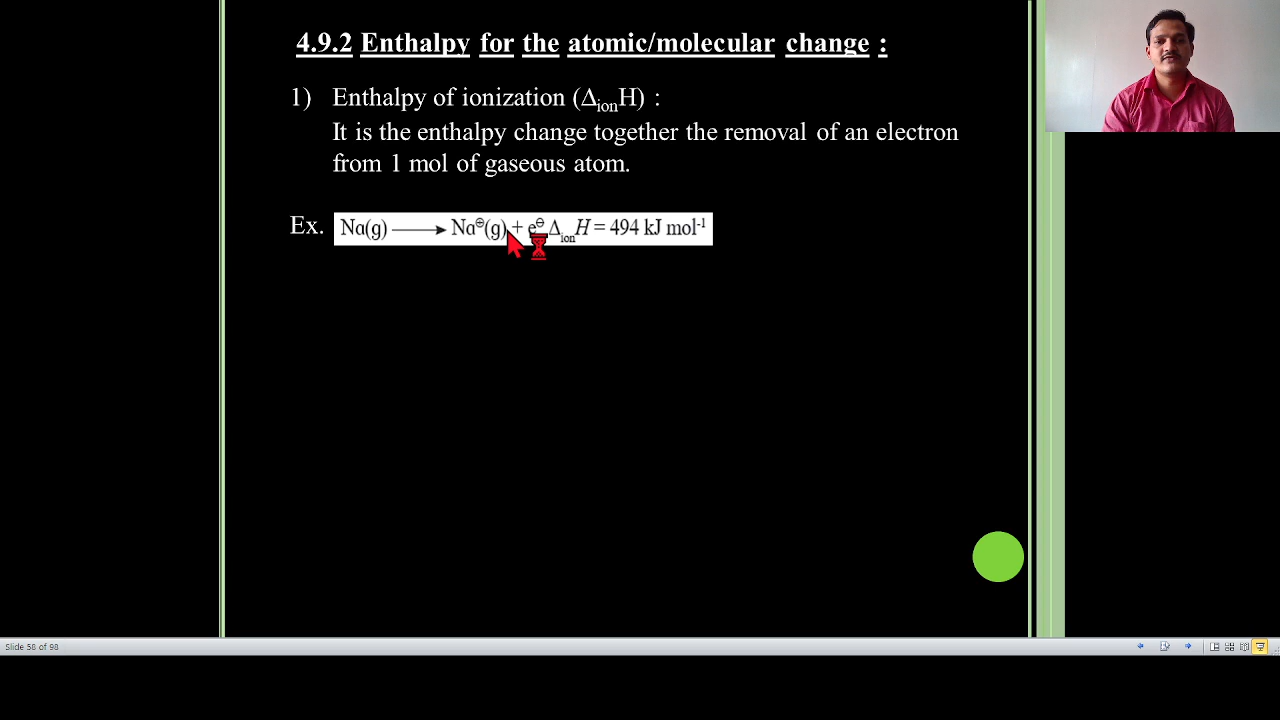 4.9.2 Enthalpy for the atomic/molecular change :
1) Enthalpy of ionization (ΔionH) :
It is the enthalpy change together the removal of an electron
from 1 mol of gaseous atom.
Ex. Na(g) ⟶ Na⊕(g) + e⊖ ΔionH = 494 kJ mol-1
Slide 58 of 98